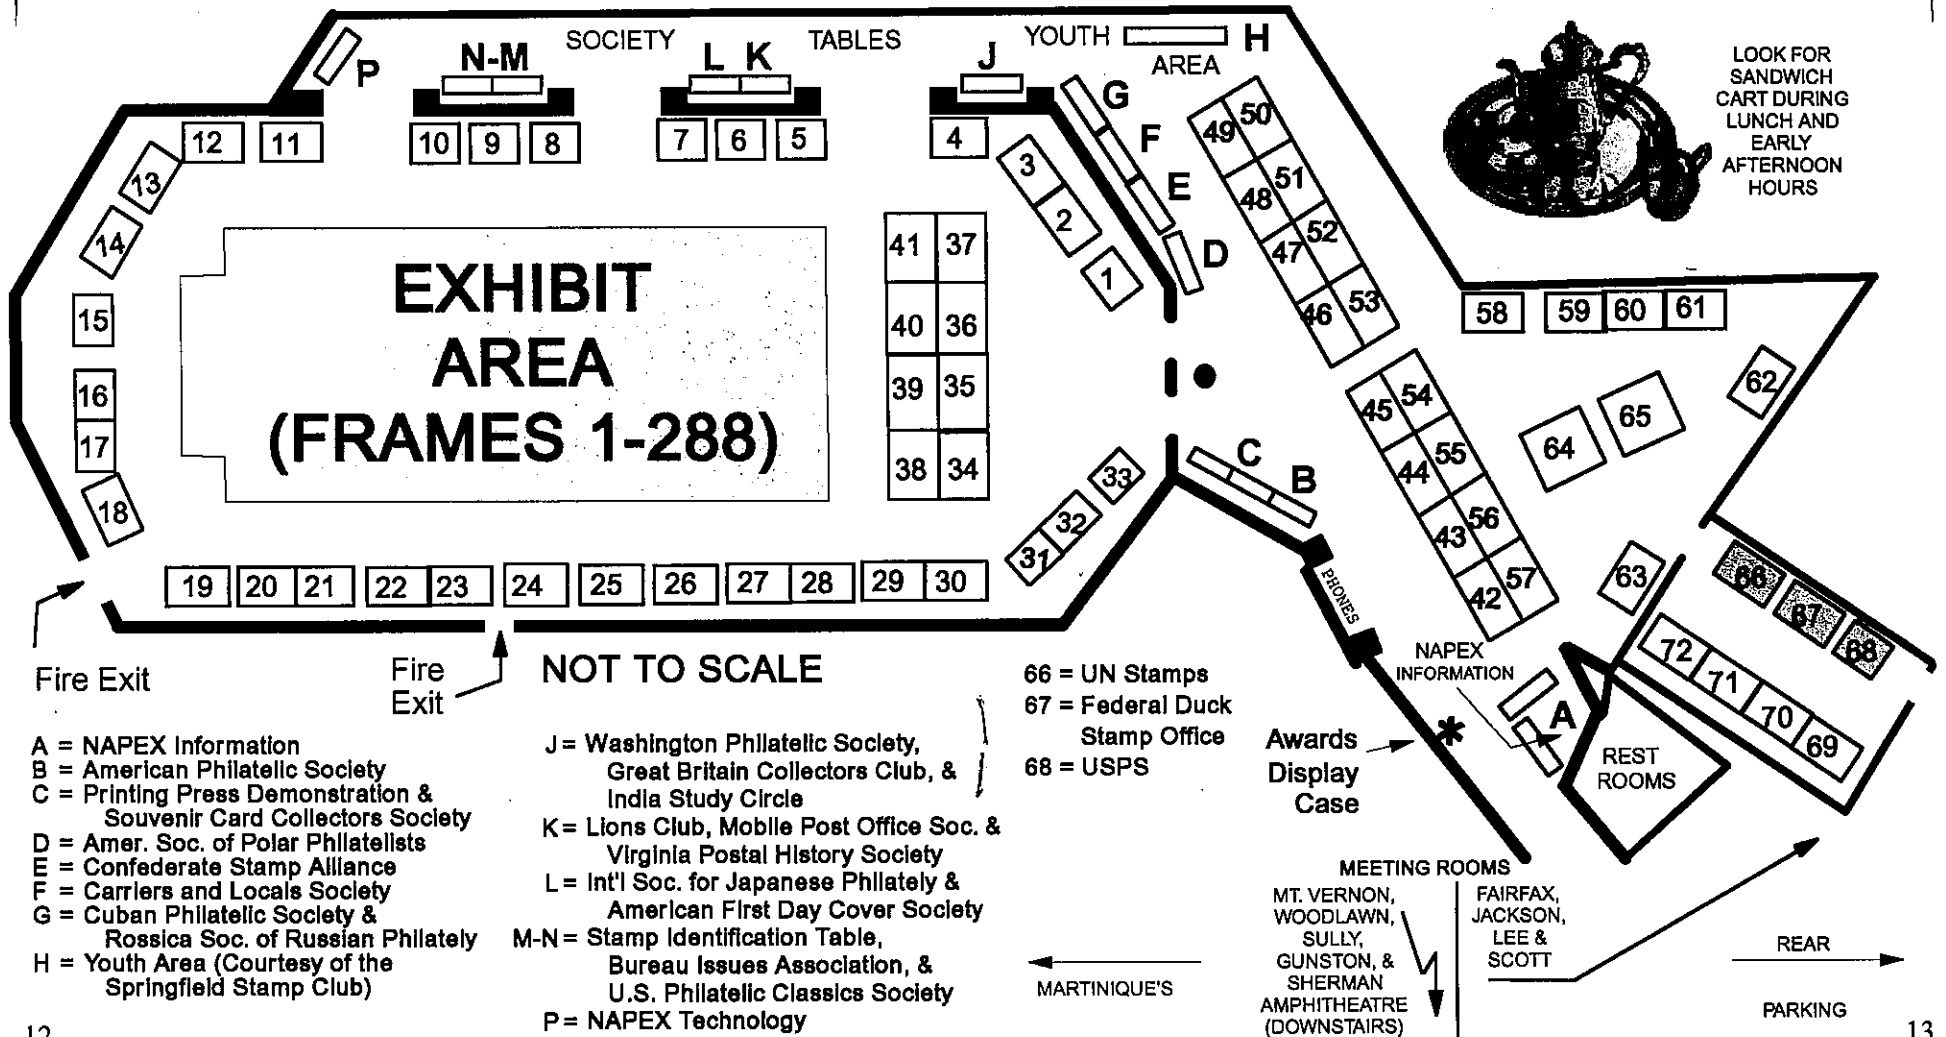 SOCIETY TABLES
YOUTH
AREA
H
P
N-M
L K
J
G
F
E
D
C
B
A
LOOK FOR
SANDWICH
CART DURING
LUNCH AND
EARLY
AFTERNOON
HOURS
12 11 10 9 8 7 6 5 4
3
2
1
13
14
15
16
17
18
EXHIBIT
AREA
(FRAMES 1-288)
41 37
40 36
39 35
38 34
33
32
31
19 20 21 22 23 24 25 26 27 28 29 30
49 50
48 51
47 52
46 53
45 54
44 55
43 56
42 57
58 59 60 61
62
65
64
63
66
67
68
72
71
70
69
PHONES
Fire Exit
Fire
Exit
NOT TO SCALE
66 = UN Stamps
67 = Federal Duck
Stamp Office
68 = USPS
NAPEX
INFORMATION
Awards
Display
Case
*
REST
ROOMS
A = NAPEX Information
B = American Philatelic Society
C = Printing Press Demonstration &
Souvenir Card Collectors Society
D = Amer. Soc. of Polar Philatelists
E = Confederate Stamp Alliance
F = Carriers and Locals Society
G = Cuban Philatelic Society &
Rossica Soc. of Russian Philately
H = Youth Area (Courtesy of the
Springfield Stamp Club)
J = Washington Philatelic Society,
Great Britain Collectors Club, &
India Study Circle
K = Lions Club, Mobile Post Office Soc. &
Virginia Postal History Society
L = Int'l Soc. for Japanese Philately &
American First Day Cover Society
M-N = Stamp Identification Table,
Bureau Issues Association, &
U.S. Philatelic Classics Society
P = NAPEX Technology
MARTINIQUE'S
MEETING ROOMS
MT. VERNON,
WOODLAWN,
SULLY,
GUNSTON, &
SHERMAN
AMPHITHEATRE
(DOWNSTAIRS)
FAIRFAX,
JACKSON,
LEE &
SCOTT
REAR
PARKING
12
13